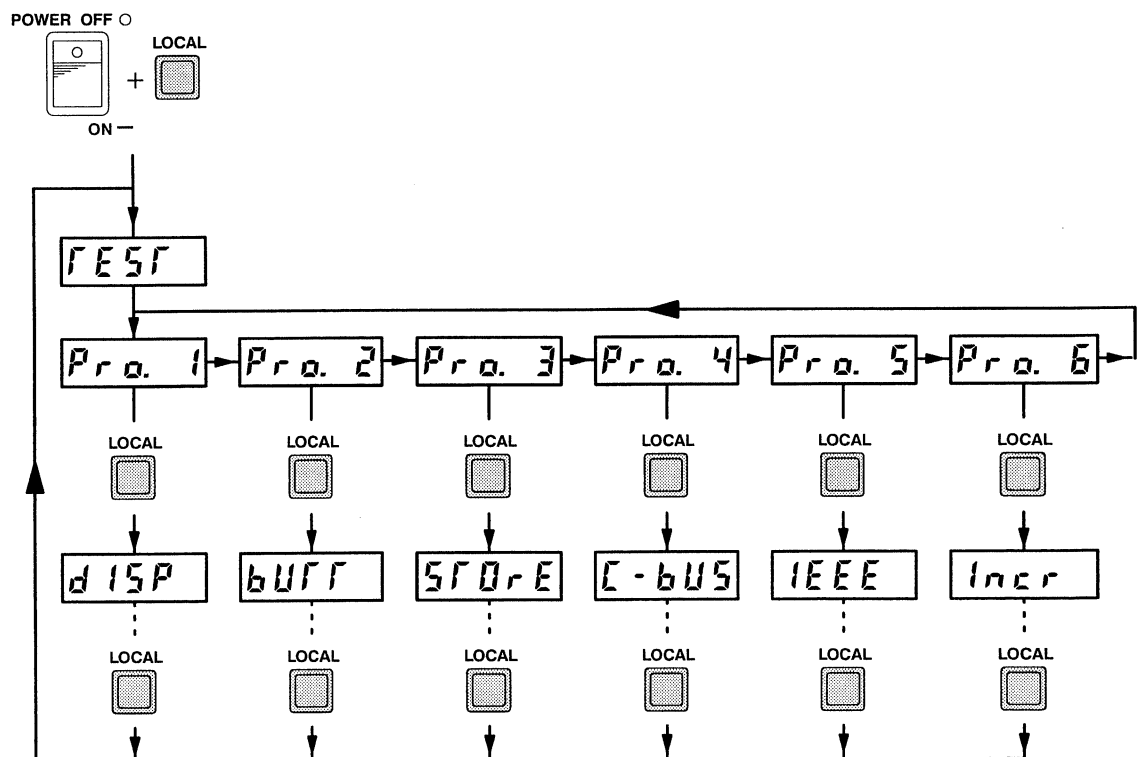 POWER OFF
LOCAL
+
ON
TEST
Pro. 1 Pro. 2 Pro. 3 Pro. 4 Pro. 5 Pro. 6
LOCAL LOCAL LOCAL LOCAL LOCAL LOCAL
dISP bUTT STOrE C-bUS IEEE Incr
LOCAL LOCAL LOCAL LOCAL LOCAL LOCAL